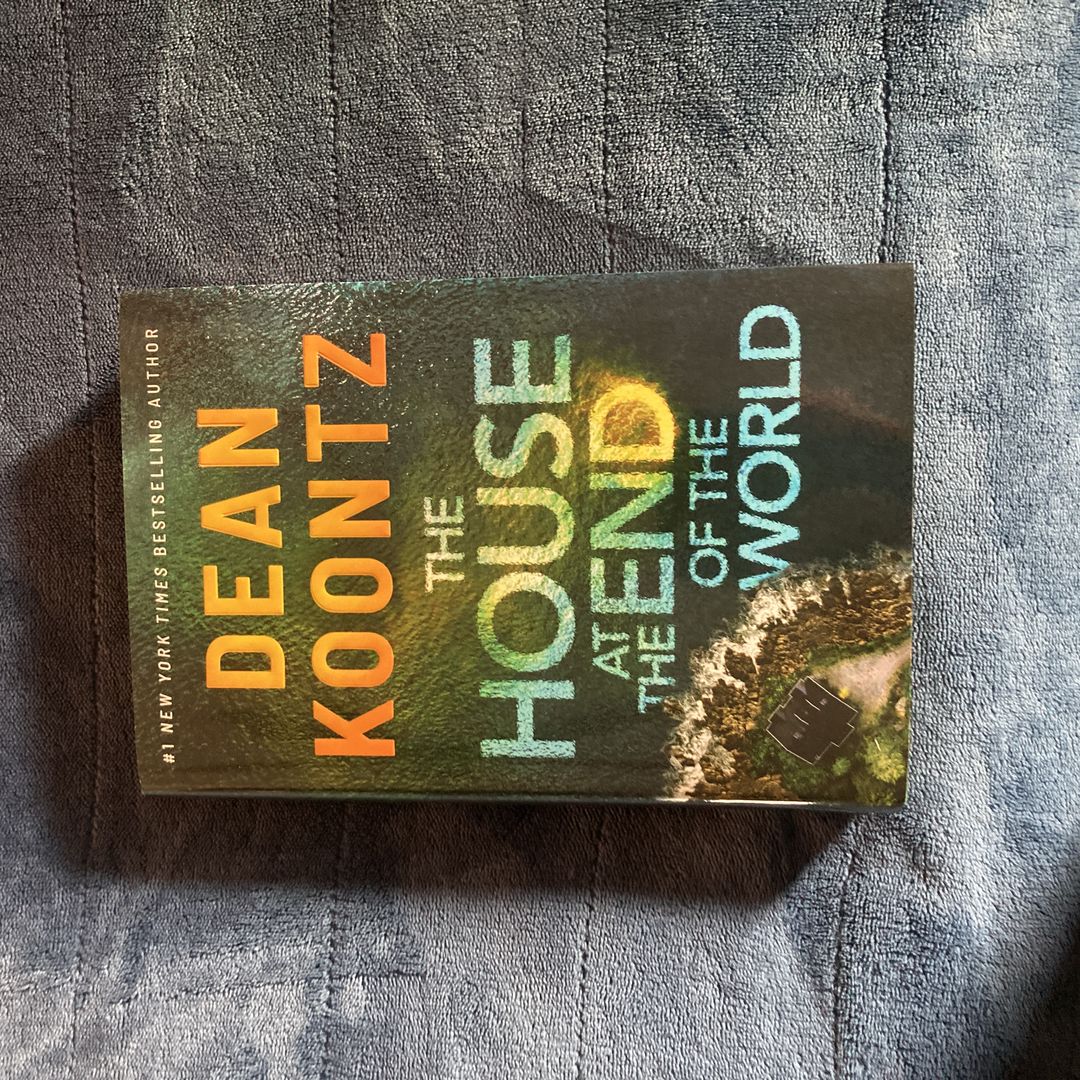 #1 NEW YORK TIMES BESTSELLING AUTHOR
DEAN
KOONTZ
THE
HOUSE
AT
THE END
OF THE
WORLD